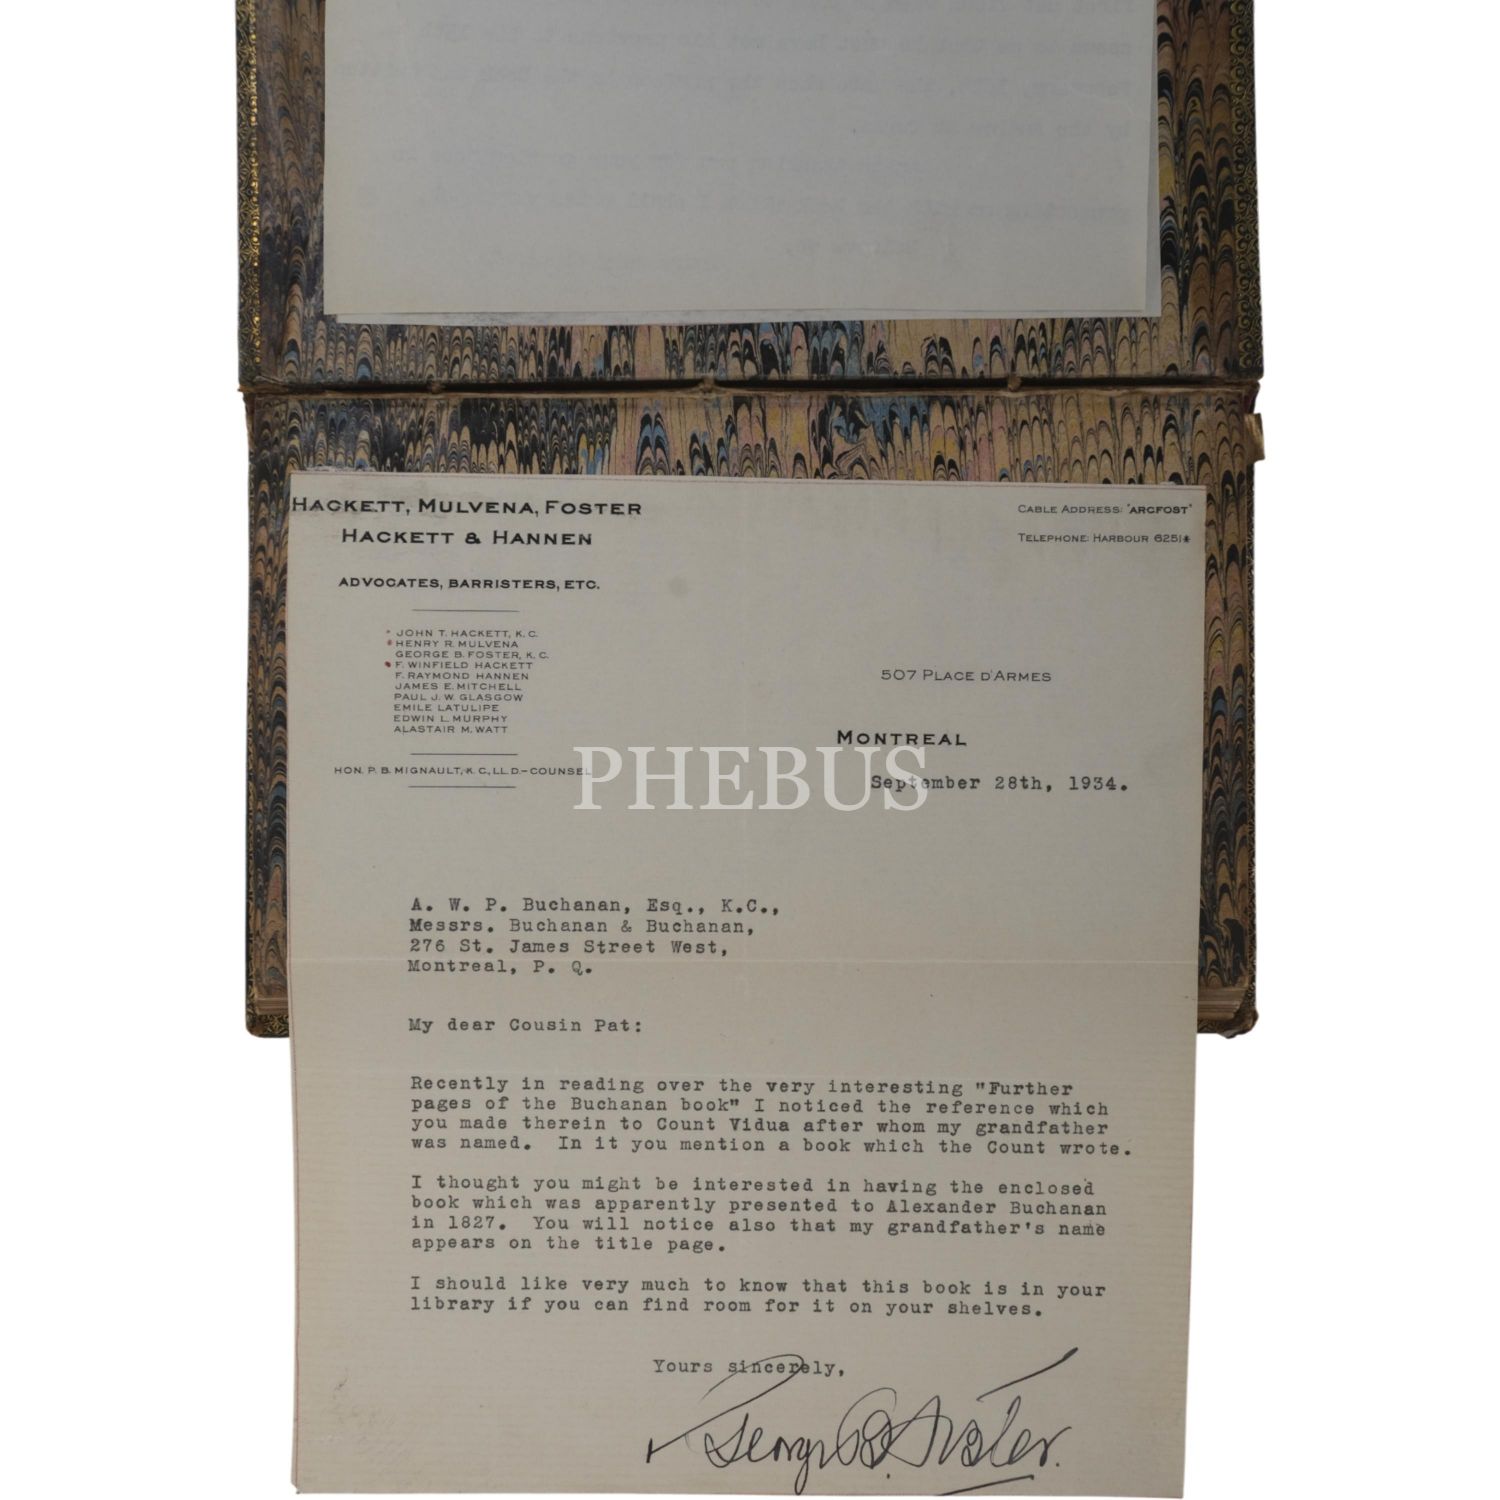 HACKETT, MULVENA, FOSTER
HACKETT & HANNEN
ADVOCATES, BARRISTERS, ETC.
JOHN T. HACKETT, K.C.
HENRY R. MULVENA
GEORGE B. FOSTER, K.C.
F. WINFIELD HACKETT
F. RAYMOND HANNEN
JAMES E. MITCHELL
PAUL J. W. GLASGOW
EMILE LATULIPE
EDWIN L. MURPHY
ALASTAIR M. WATT
HON. P. B. MIGNAULT, K.C., LL.D.-COUNSEL
CABLE ADDRESS: "ARGFOST"
TELEPHONE: HARBOUR 6251*
507 PLACE D'ARMES
MONTREAL
PHEBUS
September 28th, 1934.
A. W. P. Buchanan, Esq., K.C.,
Messrs. Buchanan & Buchanan,
276 St. James Street West,
Montreal, P. Q.
My dear Cousin Pat:
Recently in reading over the very interesting "Further
pages of the Buchanan book" I noticed the reference which
you made therein to Count Vidua after whom my grandfather
was named. In it you mention a book which the Count wrote.
I thought you might be interested in having the enclosed
book which was apparently presented to Alexander Buchanan
in 1827. You will notice also that my grandfather's name
appears on the title page.
I should like very much to know that this book is in your
library if you can find room for it on your shelves.
Yours sincerely,
George B. Foster.